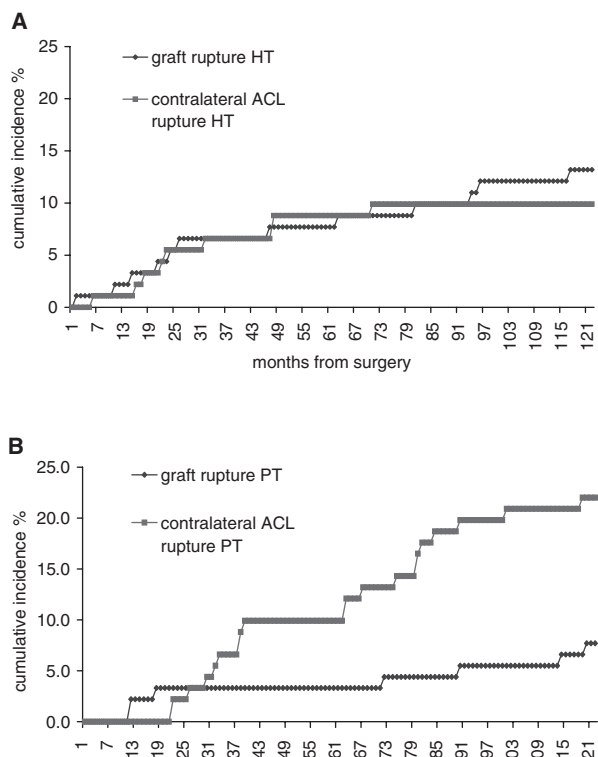 A
25
20
15
10
5
0
cumulative incidence %
graft rupture HT
contralateral ACL
rupture HT
1 7 13 19 25 31 37 43 49 55 61 67 73 79 85 91 97 103 109 115 121
months from surgery
B
25.0
20.0
15.0
10.0
5.0
0.0
cumulative incidence %
graft rupture PT
contralateral ACL
rupture PT
1 7 13 19 25 31 37 43 49 55 61 67 73 79 85 91 97 03 09 15 21